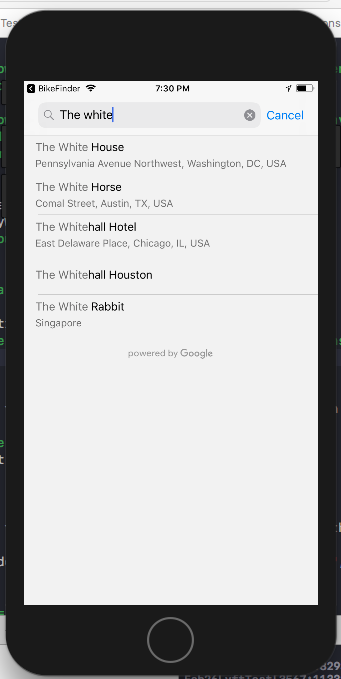 BikeFinder 7:30 PM
The white Cancel
The White House
Pennsylvania Avenue Northwest, Washington, DC, USA
The White Horse
Comal Street, Austin, TX, USA
The Whitehall Hotel
East Delaware Place, Chicago, IL, USA
The Whitehall Houston
The White Rabbit
Singapore
powered by Google